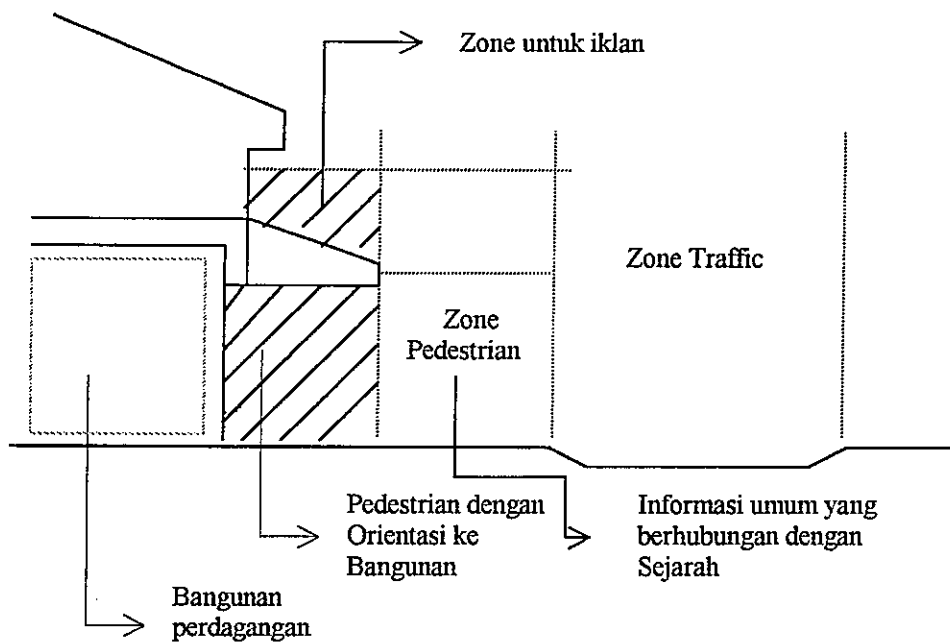 Zone untuk iklan
Zone Traffic
Zone
Pedestrian
Pedestrian dengan
Orientasi ke
Bangunan
Informasi umum yang
berhubungan dengan
Sejarah
Bangunan
perdagangan